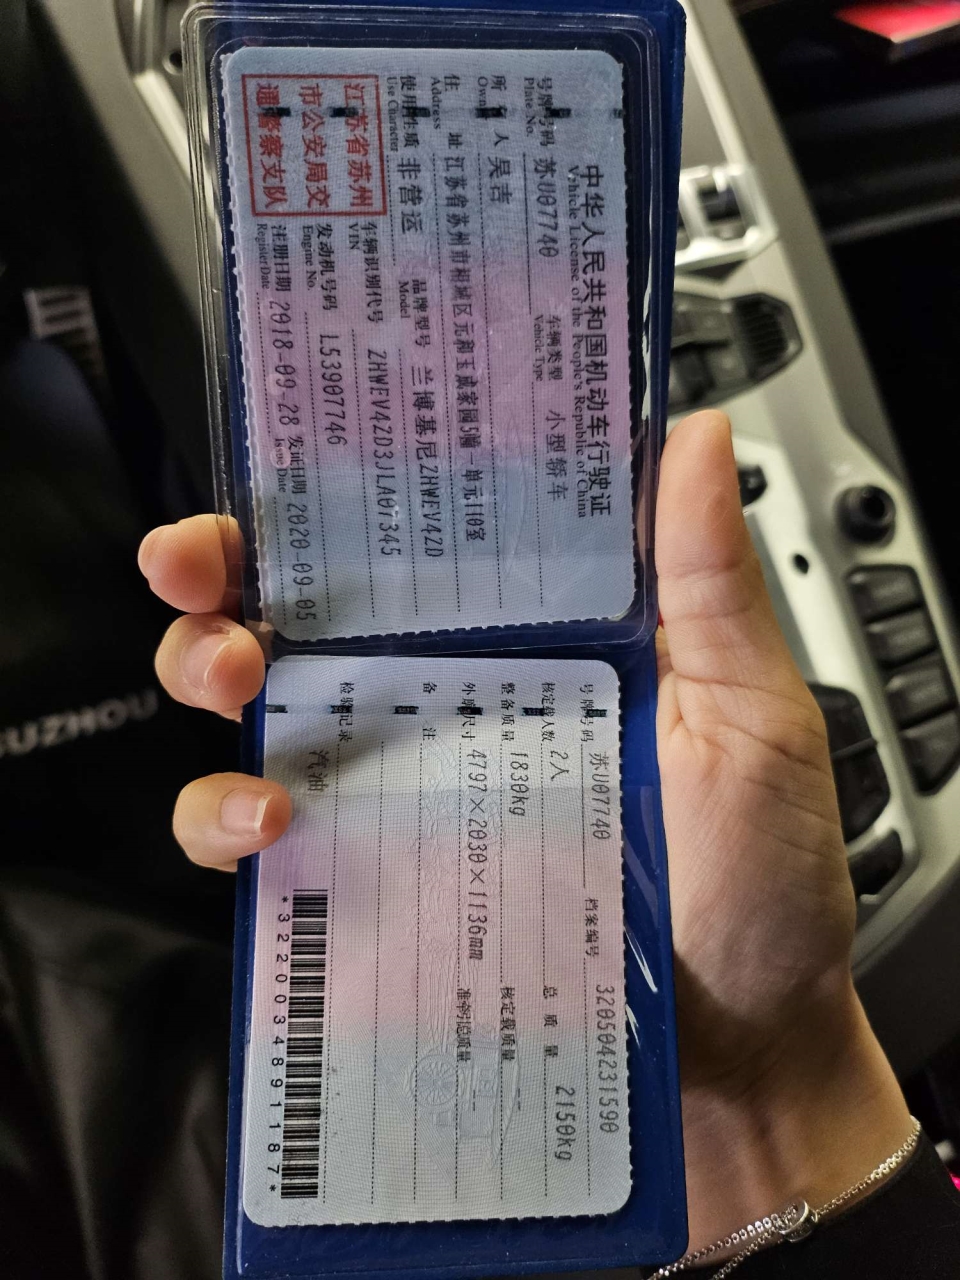 中华人民共和国机动车行驶证
Vehicle License of the People's Republic of China
号牌号码 苏U07740 车辆类型 小型轿车
Plate No. Vehicle Type
所有人 吴吉
Owner
住址 江苏省苏州市相城区元和玉成家园5幢一单元110室
Address
使用性质 非营运 品牌型号 兰博基尼ZHWEV4ZD
Use Character Model
江苏省苏州
市公安局交
通警察支队
车辆识别代号 ZHWEV4ZD3JLA07345
VIN
发动机号码 L53907746
Engine No.
注册日期 2018-09-28 发证日期 2020-09-05
Register Date Issue Date
号牌号码 苏U07740 档案编号 320504231590
核定载人数 2人 总质量 2150kg
整备质量 1830kg 核定载质量 --
外廓尺寸 4797×2030×1136mm 准牵引总质量 --
备注
检验记录
汽油
*3220034891187*
SUZHOU